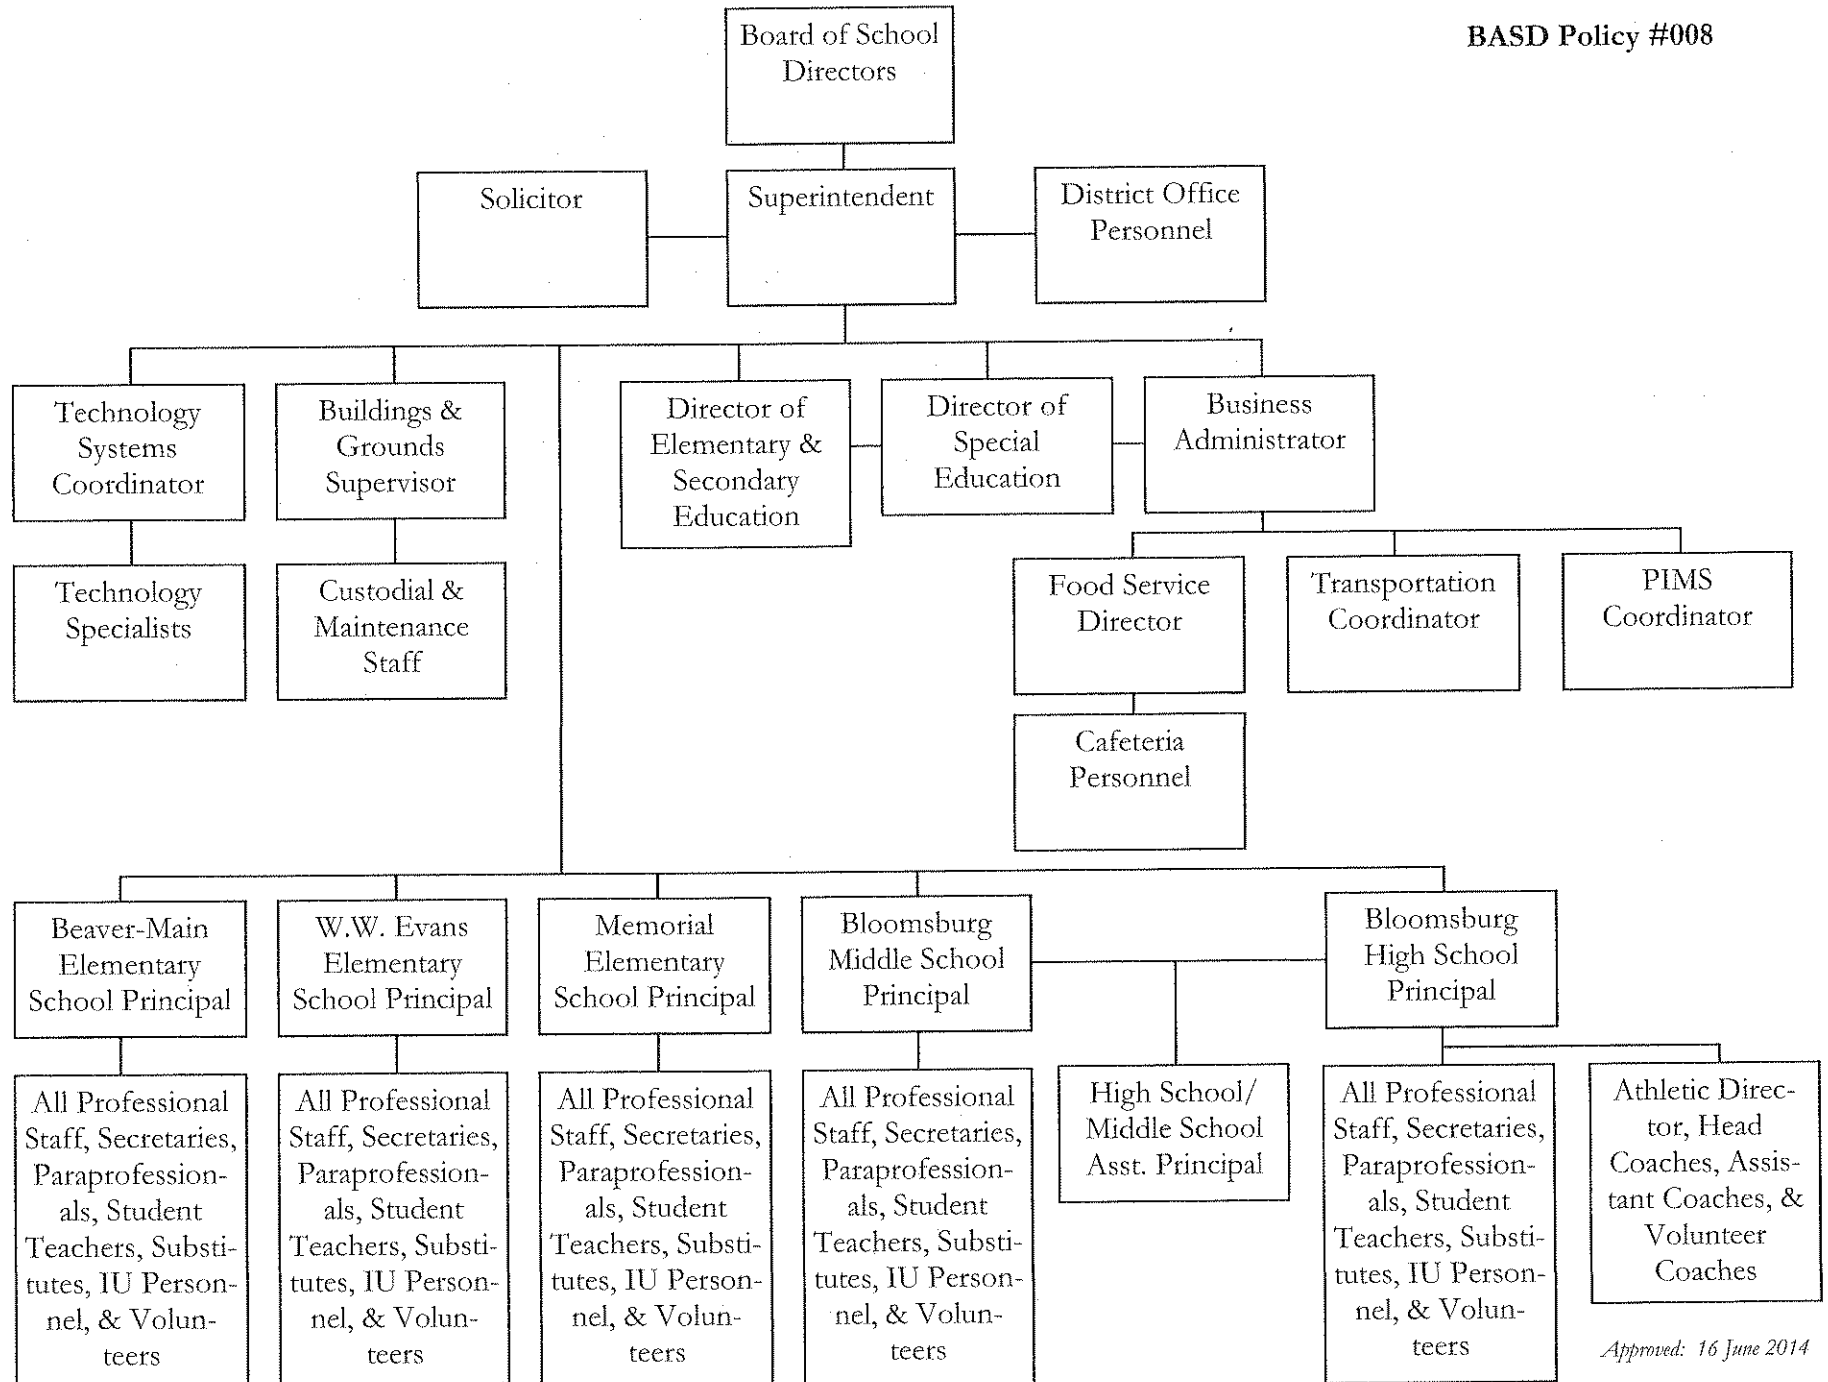 BASD Policy #008
Board of School
Directors
Solicitor
Superintendent
District Office
Personnel
Technology
Systems
Coordinator
Buildings &
Grounds
Supervisor
Director of
Elementary &
Secondary
Education
Director of
Special
Education
Business
Administrator
Technology
Specialists
Custodial &
Maintenance
Staff
Food Service
Director
Transportation
Coordinator
PIMS
Coordinator
Cafeteria
Personnel
Beaver-Main
Elementary
School Principal
W.W. Evans
Elementary
School Principal
Memorial
Elementary
School Principal
Bloomsburg
Middle School
Principal
Bloomsburg
High School
Principal
All Professional
Staff, Secretaries,
Paraprofession-
als, Student
Teachers, Substi-
tutes, IU Person-
nel, & Volun-
teers
All Professional
Staff, Secretaries,
Paraprofession-
als, Student
Teachers, Substi-
tutes, IU Person-
nel, & Volun-
teers
All Professional
Staff, Secretaries,
Paraprofession-
als, Student
Teachers, Substi-
tutes, IU Person-
nel, & Volun-
teers
All Professional
Staff, Secretaries,
Paraprofession-
als, Student
Teachers, Substi-
tutes, IU Person-
nel, & Volun-
teers
High School/
Middle School
Asst. Principal
All Professional
Staff, Secretaries,
Paraprofession-
als, Student
Teachers, Substi-
tutes, IU Person-
nel, & Volun-
teers
Athletic Direc-
tor, Head
Coaches, Assis-
tant Coaches, &
Volunteer
Coaches
Approved: 16 June 2014